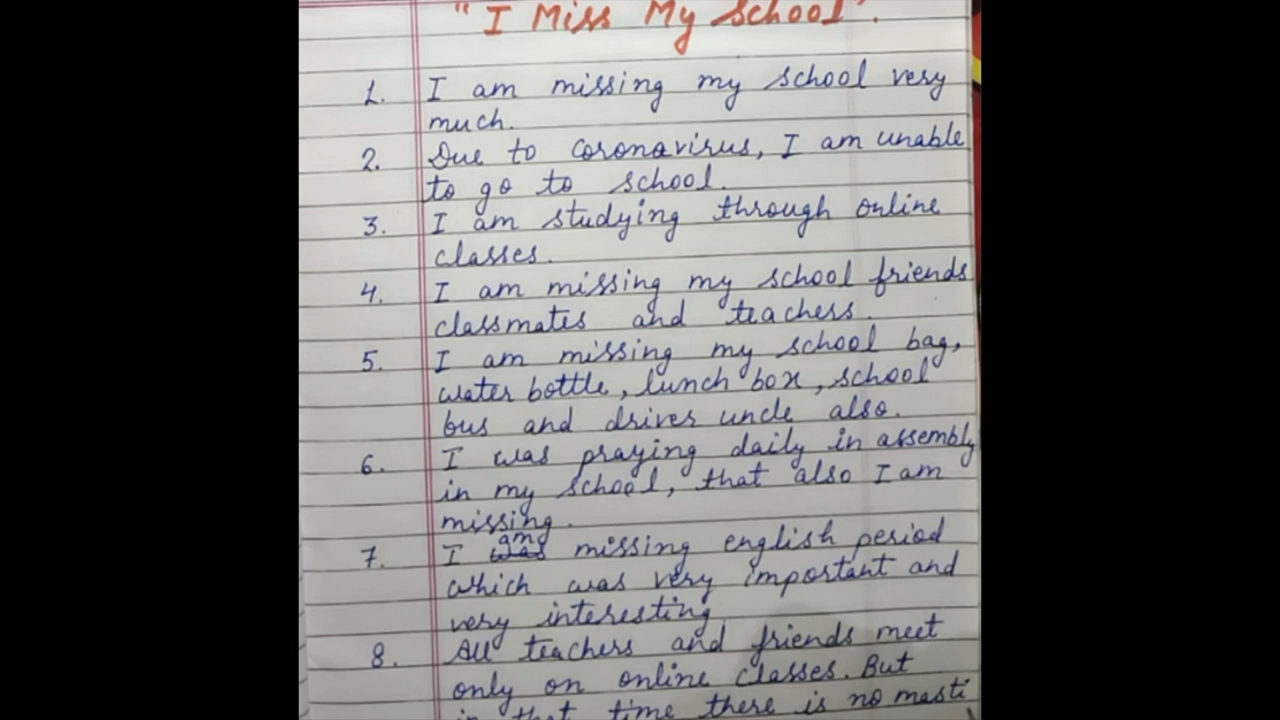 "I Miss My School".
1. I am missing my school very
much.
2. Due to coronavirus, I am unable
to go to school.
3. I am studying through online
classes.
4. I am missing my school friends
classmates and teachers.
5. I am missing my school bag,
water bottle, lunch box, school
bus and driver uncle also.
6. I was praying daily in assembly
in my school, that also I am
missing.
7. I am was missing english period
which was very important and
very interesting
8. All teachers and friends meet
only on online classes. But
in that time there is no masti